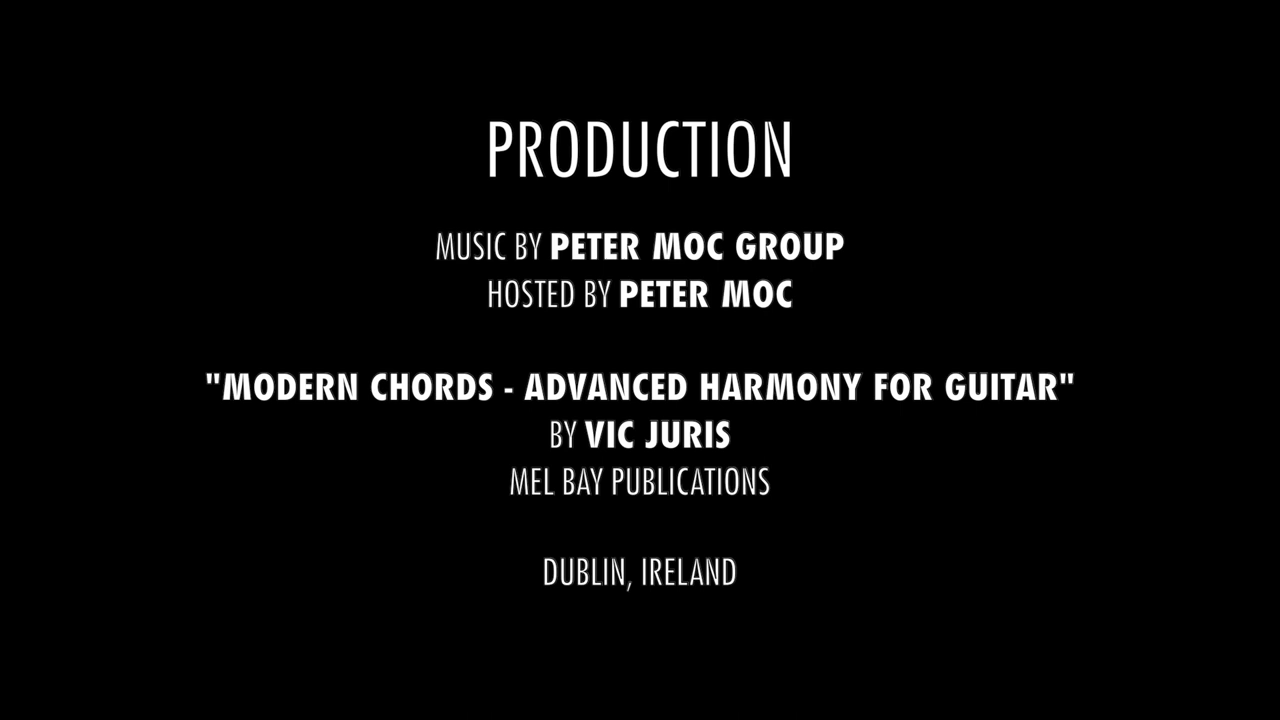 PRODUCTION
MUSIC BY PETER MOC GROUP
HOSTED BY PETER MOC
"MODERN CHORDS - ADVANCED HARMONY FOR GUITAR"
BY VIC JURIS
MEL BAY PUBLICATIONS
DUBLIN, IRELAND